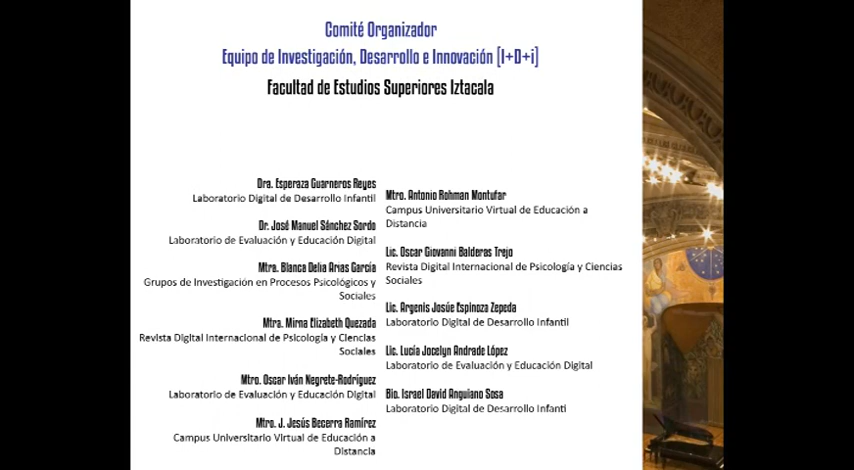 Comité Organizador
Equipo de Investigación, Desarrollo e Innovación [I+D+i]
Facultad de Estudios Superiores Iztacala
Dra. Esperaza Guarneros Reyes
Laboratorio Digital de Desarrollo Infantil
Dr. José Manuel Sánchez Sordo
Laboratorio de Evaluación y Educación Digital
Mtra. Blanca Delia Arias García
Grupos de Investigación en Procesos Psicológicos y
Sociales
Mtra. Mirna Elizabeth Quezada
Revista Digital Internacional de Psicología y Ciencias
Sociales
Mtro. Oscar Iván Negrete-Rodríguez
Laboratorio de Evaluación y Educación Digital
Mtro. J. Jesús Becerra Ramírez
Campus Universitario Virtual de Educación a
Distancia
Mtro. Antonio Rohman Montufar
Campus Universitario Virtual de Educación a
Distancia
Lic. Oscar Giovanni Balderas Trejo
Revista Digital Internacional de Psicología y Ciencias
Sociales
Lic. Argenis Josúe Espinoza Zepeda
Laboratorio Digital de Desarrollo Infantil
Lic. Lucía Jocelyn Andrade López
Laboratorio de Evaluación y Educación Digital
Bio. Israel David Anguiano Sosa
Laboratorio Digital de Desarrollo Infanti